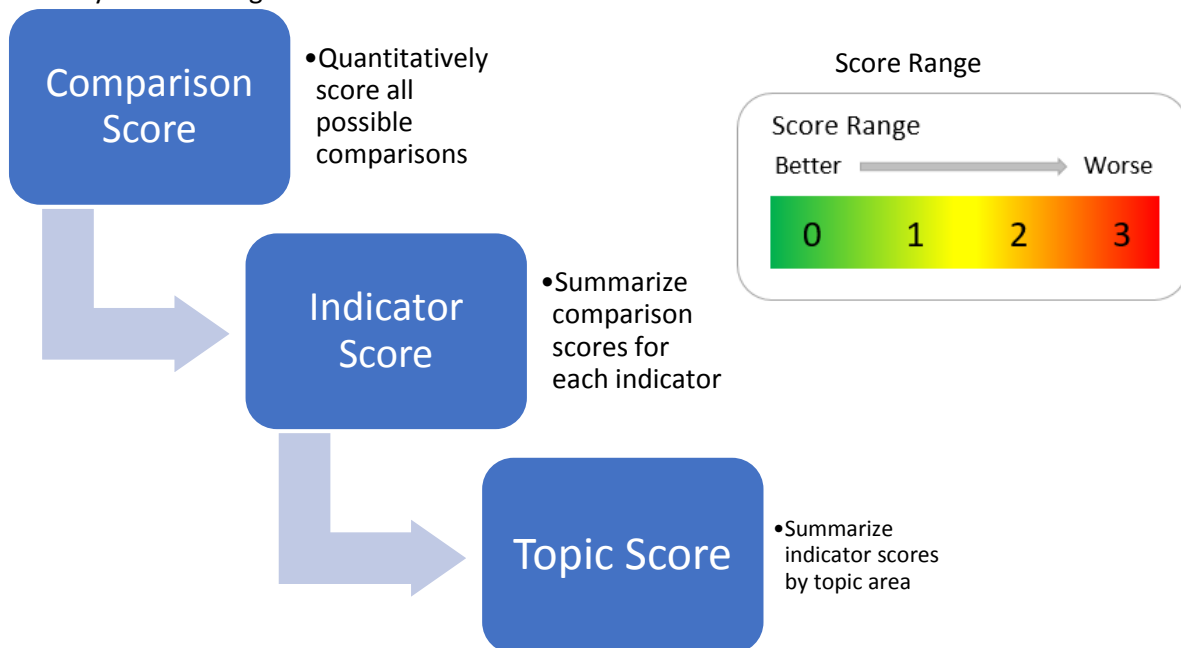 Comparison
Score
•Quantitatively
score all
possible
comparisons
Score Range
Score Range
Better
Worse
0 1 2 3
Indicator
Score
•Summarize
comparison
scores for
each indicator
Topic Score
•Summarize
indicator scores
by topic area